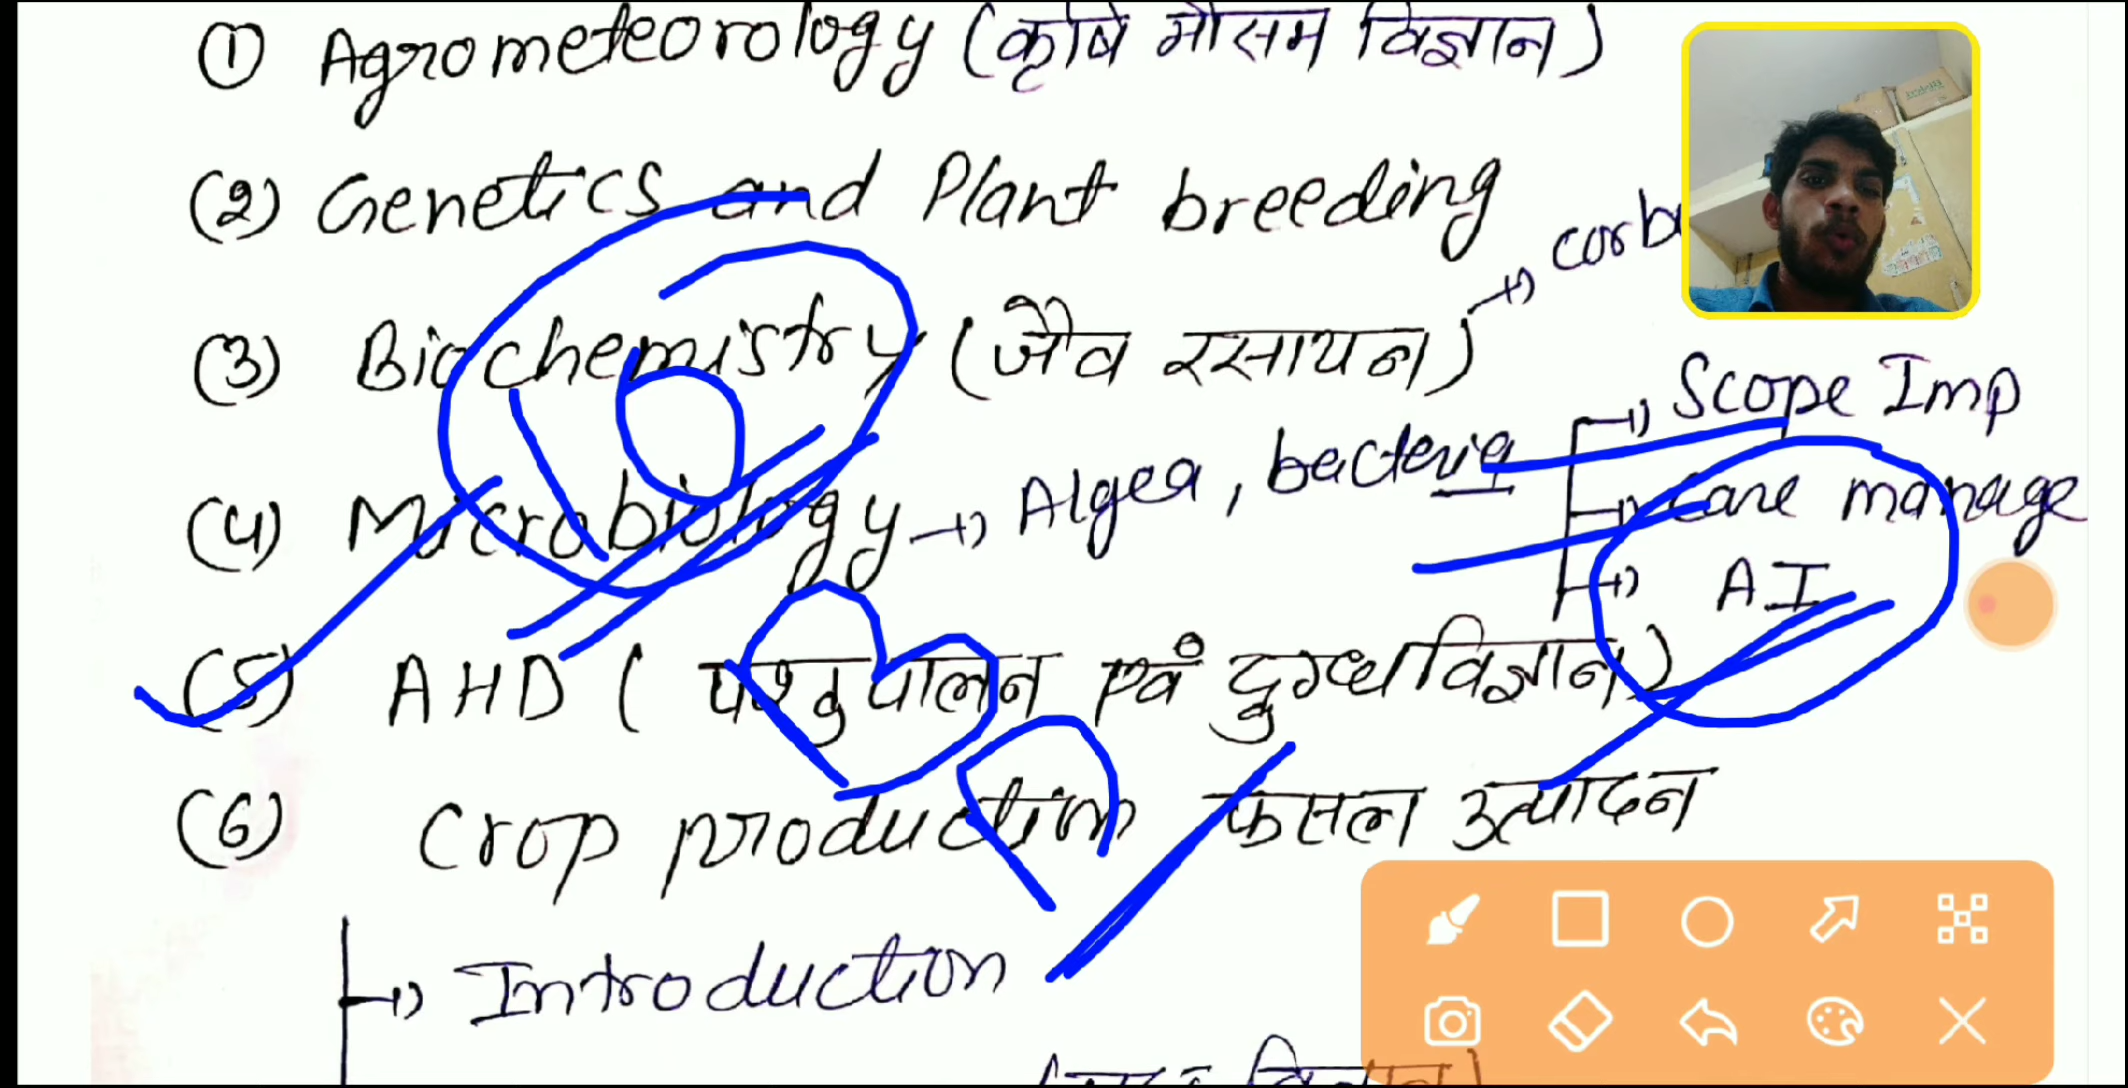 ① Agrometeorology (कृषि मौसम विज्ञान)
(2) Genetics and Plant breeding
(3) Biochemistry (जैव रसायन)
(4) Microbiology → Algea, bacteria
Scope Imp
Care manage
AI
(5) AHD (पशुपालन एवं दुग्धविज्ञान)
(6) Crop production फसल उत्पादन
→ Introduction